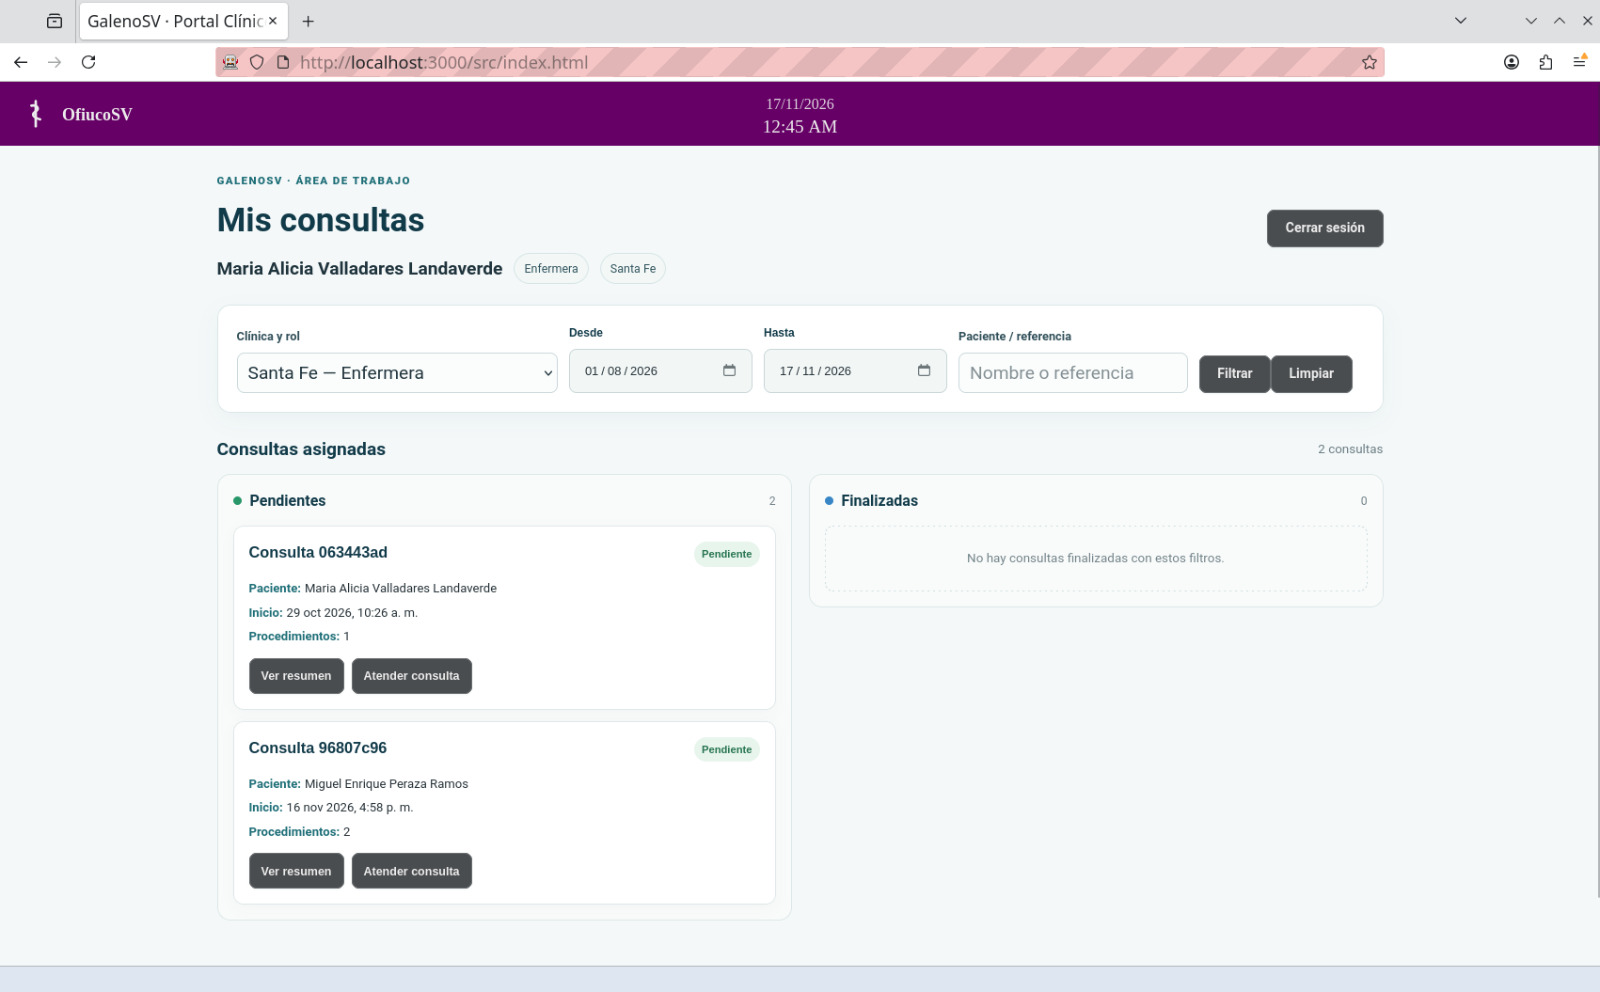 GalenoSV · Portal Clínic
http://localhost:3000/src/index.html
OfiucoSV
17/11/2026
12:45 AM
GALENOSV · ÁREA DE TRABAJO
Mis consultas
Cerrar sesión
Maria Alicia Valladares Landaverde Enfermera Santa Fe
Clínica y rol Desde Hasta Paciente / referencia
Santa Fe — Enfermera 01 / 08 / 2026 17 / 11 / 2026 Nombre o referencia Filtrar Limpiar
Consultas asignadas 2 consultas
Pendientes 2
Consulta 063443ad Pendiente
Paciente: Maria Alicia Valladares Landaverde
Inicio: 29 oct 2026, 10:26 a. m.
Procedimientos: 1
Ver resumen Atender consulta
Consulta 96807c96 Pendiente
Paciente: Miguel Enrique Peraza Ramos
Inicio: 16 nov 2026, 4:58 p. m.
Procedimientos: 2
Ver resumen Atender consulta
Finalizadas 0
No hay consultas finalizadas con estos filtros.